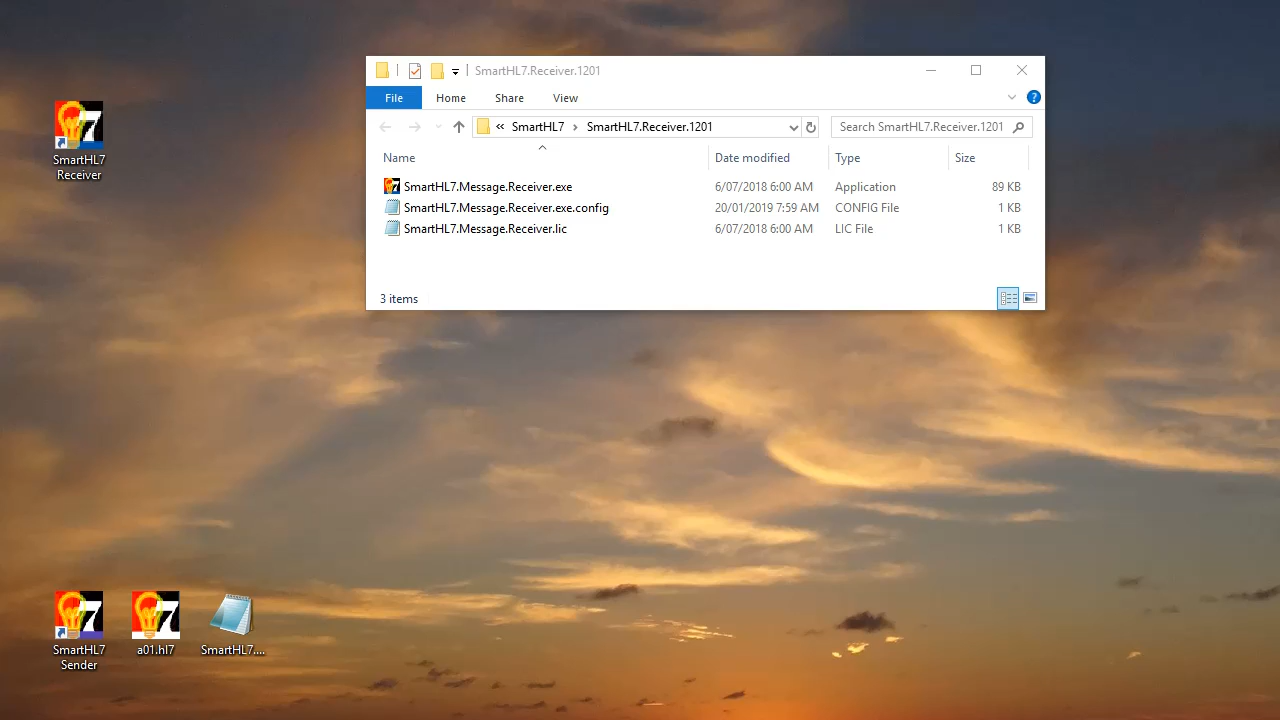 SmartHL7.Receiver.1201
File Home Share View
?
« SmartHL7 › SmartHL7.Receiver.1201
Search SmartHL7.Receiver.1201
Name Date modified Type Size
SmartHL7.Message.Receiver.exe 6/07/2018 6:00 AM Application 89 KB
SmartHL7.Message.Receiver.exe.config 20/01/2019 7:59 AM CONFIG File 1 KB
SmartHL7.Message.Receiver.lic 6/07/2018 6:00 AM LIC File 1 KB
3 items
7
SmartHL7
Receiver
7
SmartHL7
Sender
7
a01.hl7
SmartHL7....